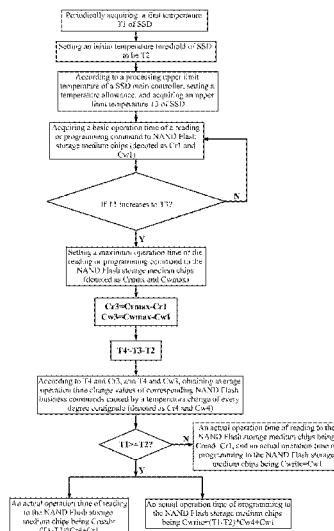 Periodically acquiring a first temperature
T1 of SSD
Setting an initial temperature threshold of SSD
to be T2
According to a processing upper limit
temperature of a SSD main controller, setting a
temperature allowance, and acquiring an upper
limit temperature T3 of SSD
Acquiring a basic operation time of a reading
or programming command to NAND Flash
storage medium chips (denoted as Cr1 and
Cw1)
If T1 increases to T3?
N
Y
Setting a maximum operation time of the
reading or programming command to the
NAND Flash storage medium chips
(denoted as Crmax and Cwmax)
Cr3=Crmax-Cr1
Cw3=Cwmax-Cw1
T4=T3-T2
According to T4 and Cr3, and T4 and Cw3, obtaining average
operation time change values of corresponding NAND Flash
business commands caused by a temperature change of every
degree centigrade (denoted as Cr4 and Cw4)
T1>=T2?
N
An actual operation time of reading to the
NAND Flash storage medium chips being
Cread=Cr1, and an actual operation time of
programming to the NAND Flash storage
medium chips being Cwrite=Cw1
Y
An actual operation time of reading
to the NAND Flash storage
medium chips being Cread=
(T1-T2)*Cr4+Cr1
An actual operation time of programming to
the NAND Flash storage medium chips
being Cwrite=(T1-T2)*Cw4+Cw1